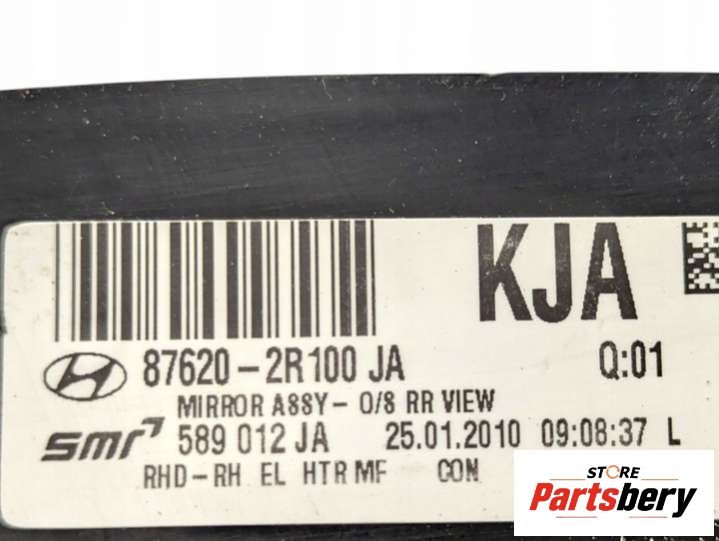 KJA
87620-2R100 JA Q:01
MIRROR ASSY- O/S RR VIEW
smr 589 012 JA 25.01.2010 09:08:37 L
RHD-RH EL HTR MF CON
STORE
Partsbery